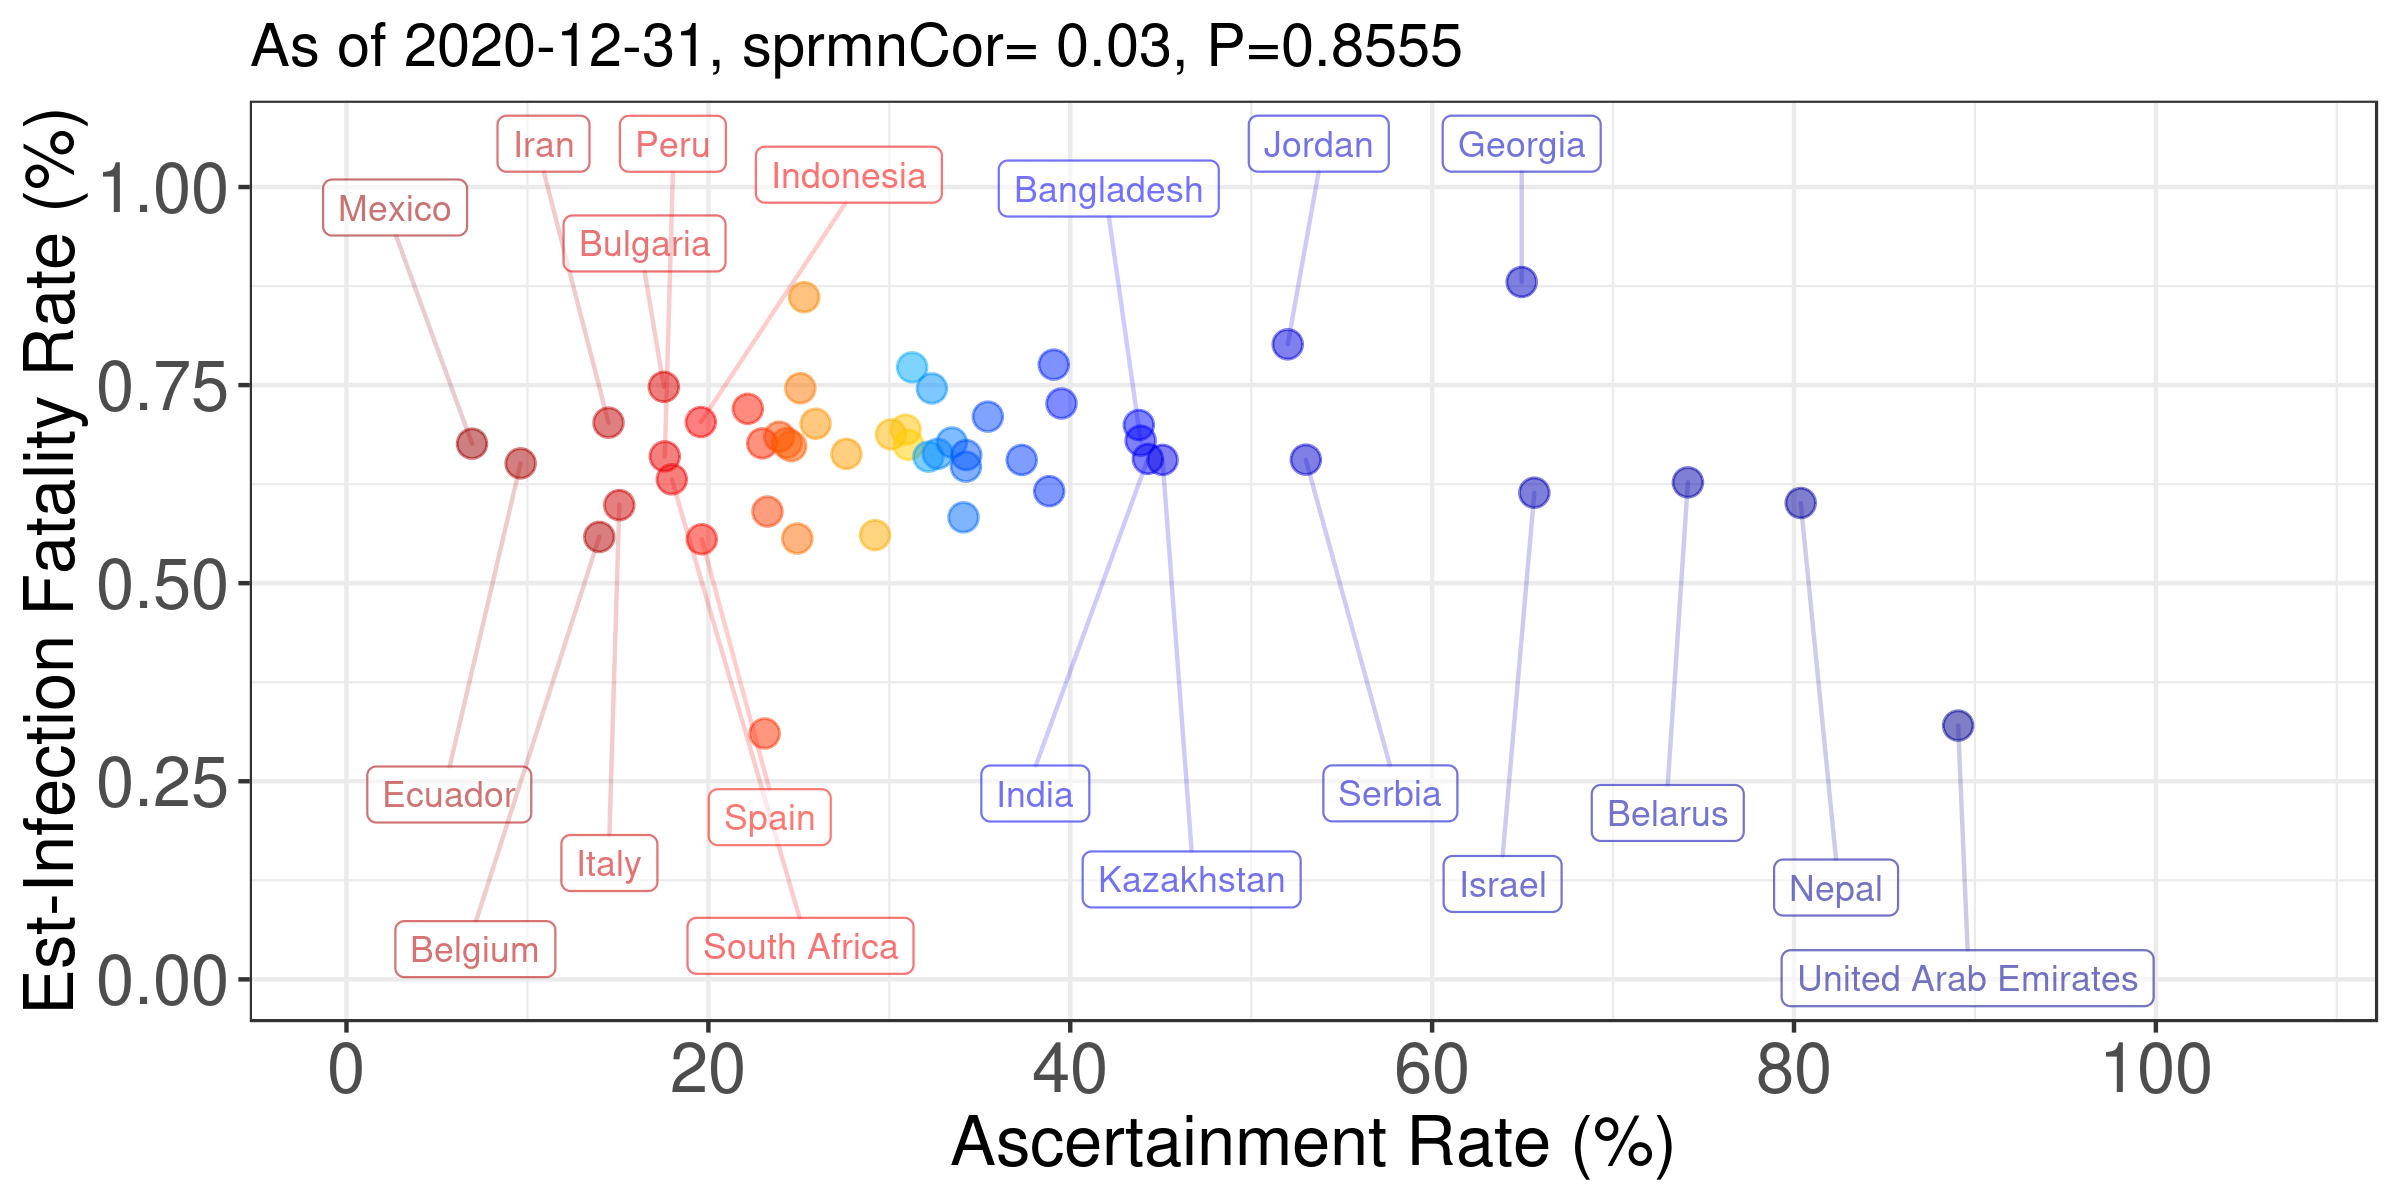 As of 2020-12-31, sprmnCor= 0.03, P=0.8555
Est-Infection Fatality Rate (%)
1.00
0.75
0.50
0.25
0.00
Iran
Peru
Jordan
Georgia
Indonesia
Bangladesh
Mexico
Bulgaria
Ecuador
India
Serbia
Spain
Belarus
Italy
Kazakhstan
Israel
Nepal
Belgium
South Africa
United Arab Emirates
0
20
40
60
80
100
Ascertainment Rate (%)